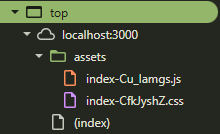 top
localhost:3000
assets
index-Cu_lamgs.js
index-CfkJyshZ.css
(index)